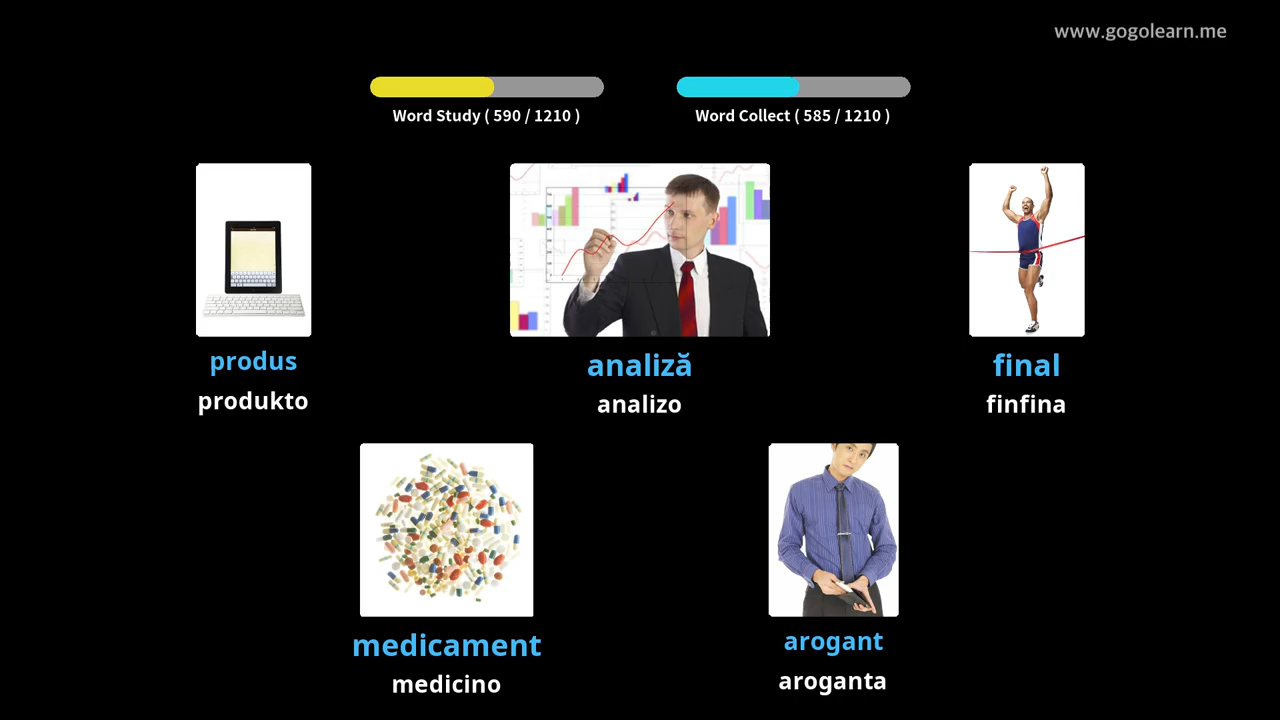 www.gogolearn.me
Word Study ( 590 / 1210 )
Word Collect ( 585 / 1210 )
produs
produkto
analiză
analizo
final
finfina
medicament
medicino
arogant
aroganta